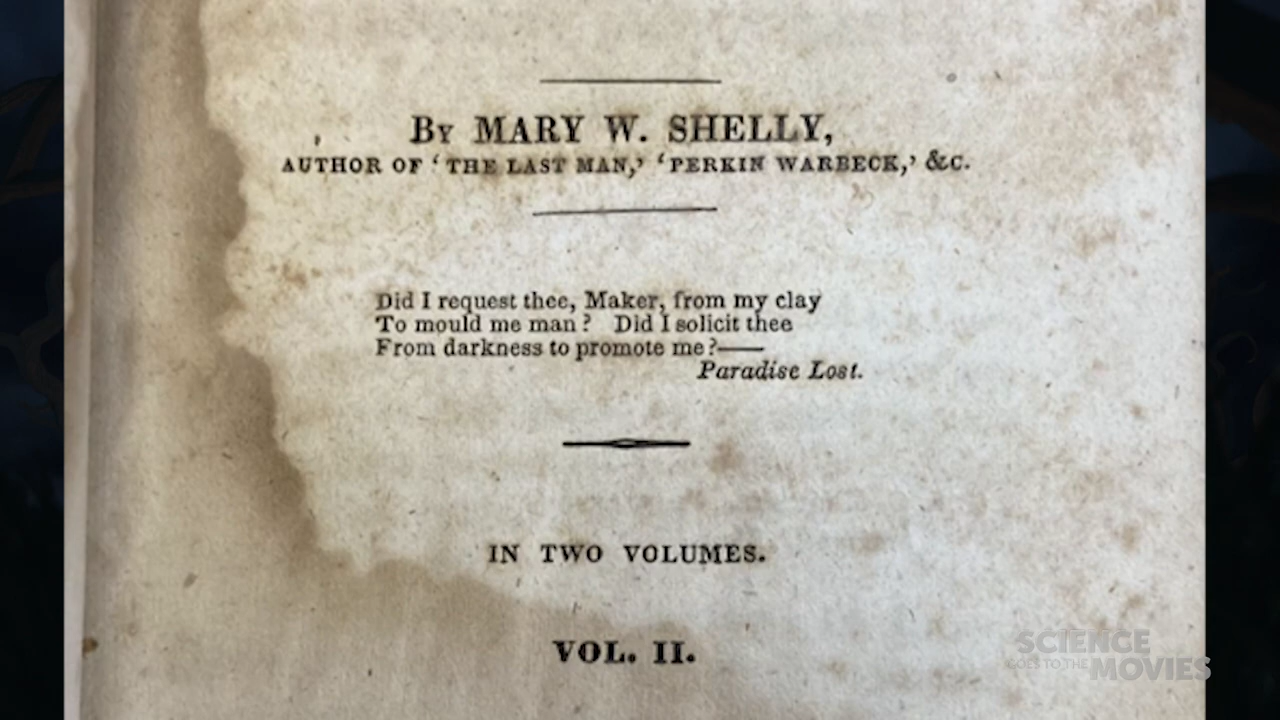 By MARY W. SHELLY,
AUTHOR OF ‘THE LAST MAN,’ ‘PERKIN WARBECK,’ &C.
Did I request thee, Maker, from my clay
To mould me man? Did I solicit thee
From darkness to promote me?——
Paradise Lost.
IN TWO VOLUMES.
VOL. II.
SCIENCE
GOES TO THE MOVIES